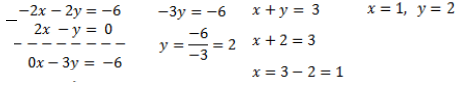 _ −2x − 2y = −6
2x − y = 0
− − − − − − − −
0x − 3y = −6
−3y = −6
y = −6/−3 = 2
x + y = 3
x + 2 = 3
x = 3 − 2 = 1
x = 1, y = 2